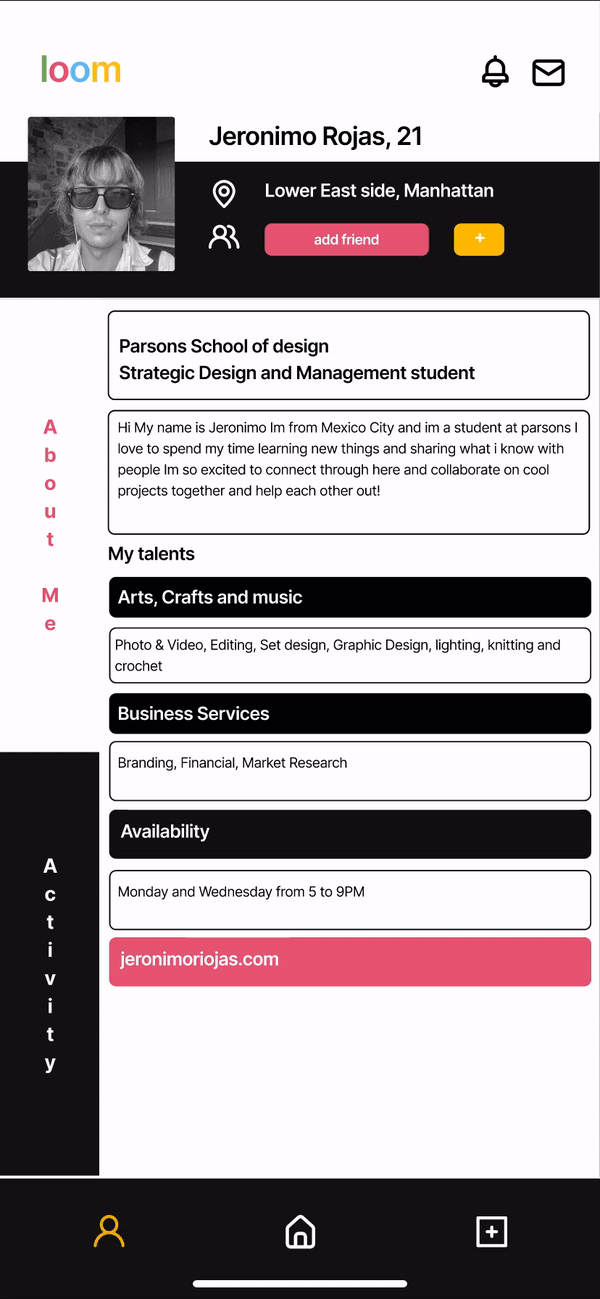 loom
Jeronimo Rojas, 21
Lower East side, Manhattan
add friend
+
Parsons School of design
Strategic Design and Management student
About
Me
Hi My name is Jeronimo Im from Mexico City and im a student at parsons I
love to spend my time learning new things and sharing what i know with
people Im so excited to connect through here and collaborate on cool
projects together and help each other out!
My talents
Arts, Crafts and music
Photo & Video, Editing, Set design, Graphic Design, lighting, knitting and
crochet
Business Services
Branding, Financial, Market Research
Activity
Availability
Monday and Wednesday from 5 to 9PM
jeronimoriojas.com